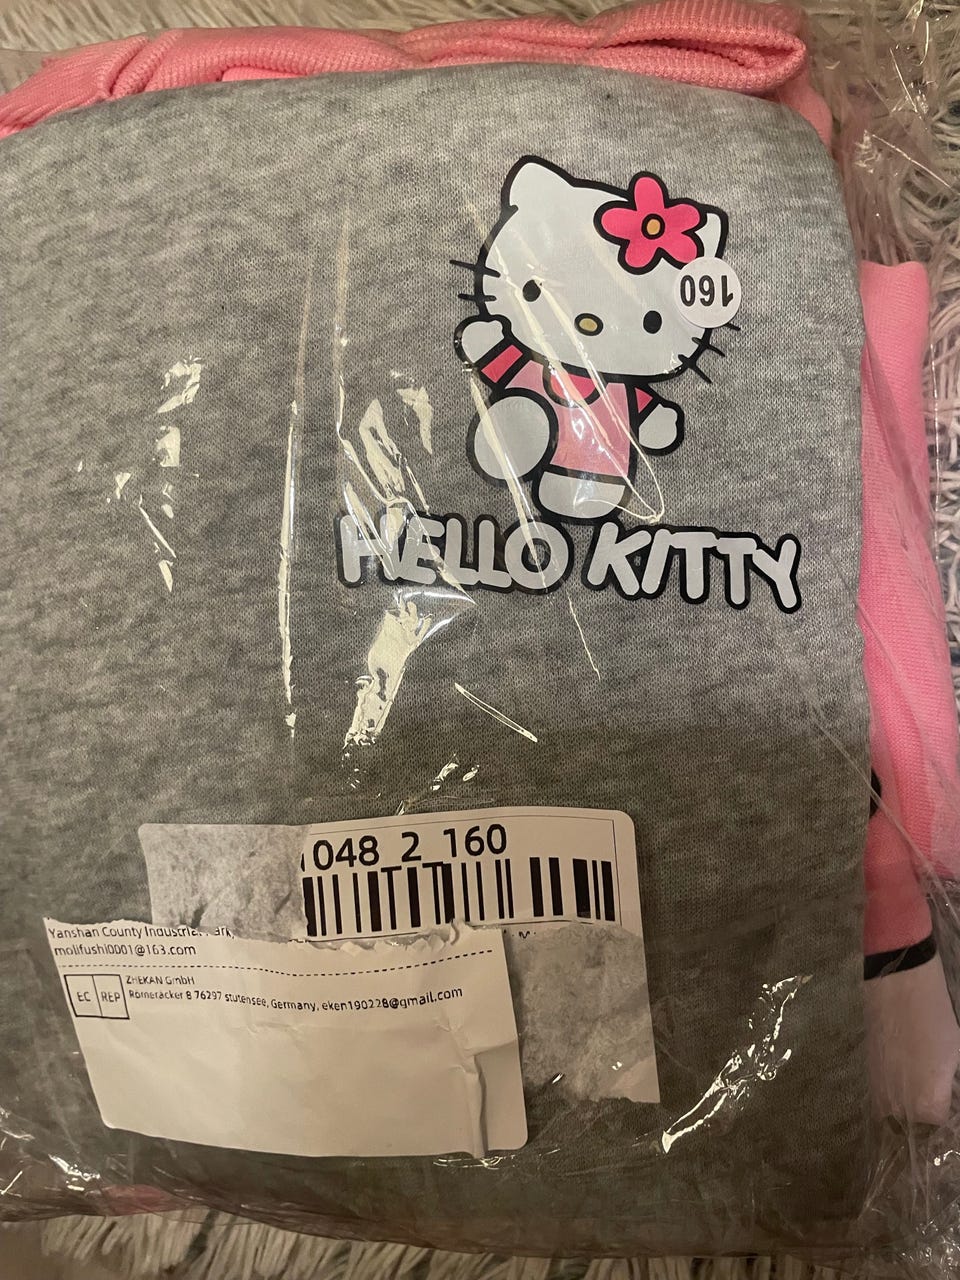 160
HELLO KITTY
048 2 160
Yanshan County Industrial Park,
molifushi0001@163.com
EC REP
ZHEKAN GmbH
Römeräcker 8 76297 stutensee, Germany, eken190228@gmail.com